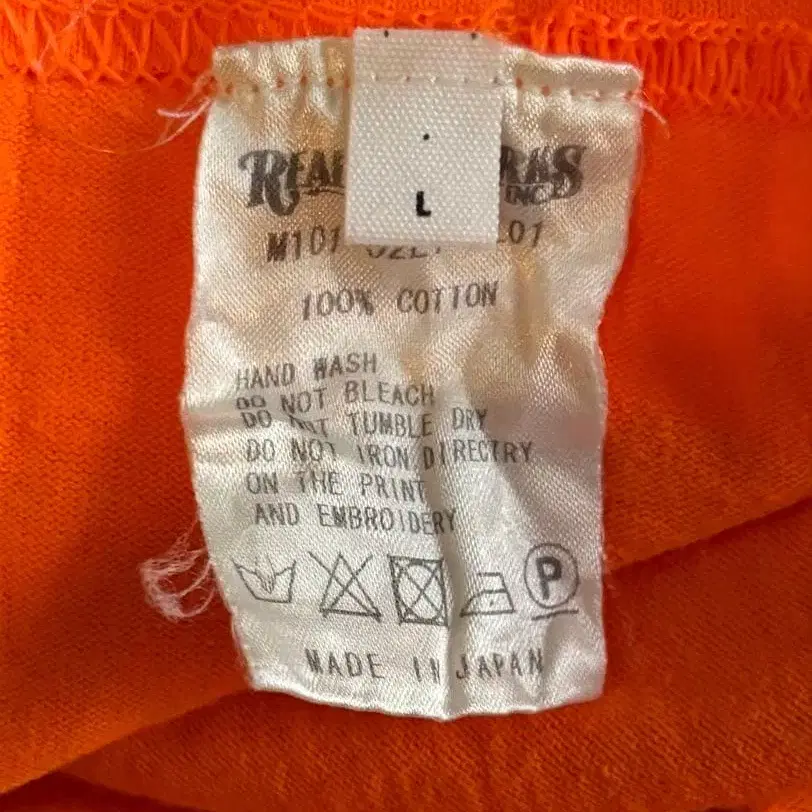 L
INC
100% COTTON
HAND WASH
DO NOT BLEACH
DO NOT TUMBLE DRY
DO NOT IRON DIRECTRY
ON THE PRINT
AND EMBROIDERY
P
MADE IN JAPAN